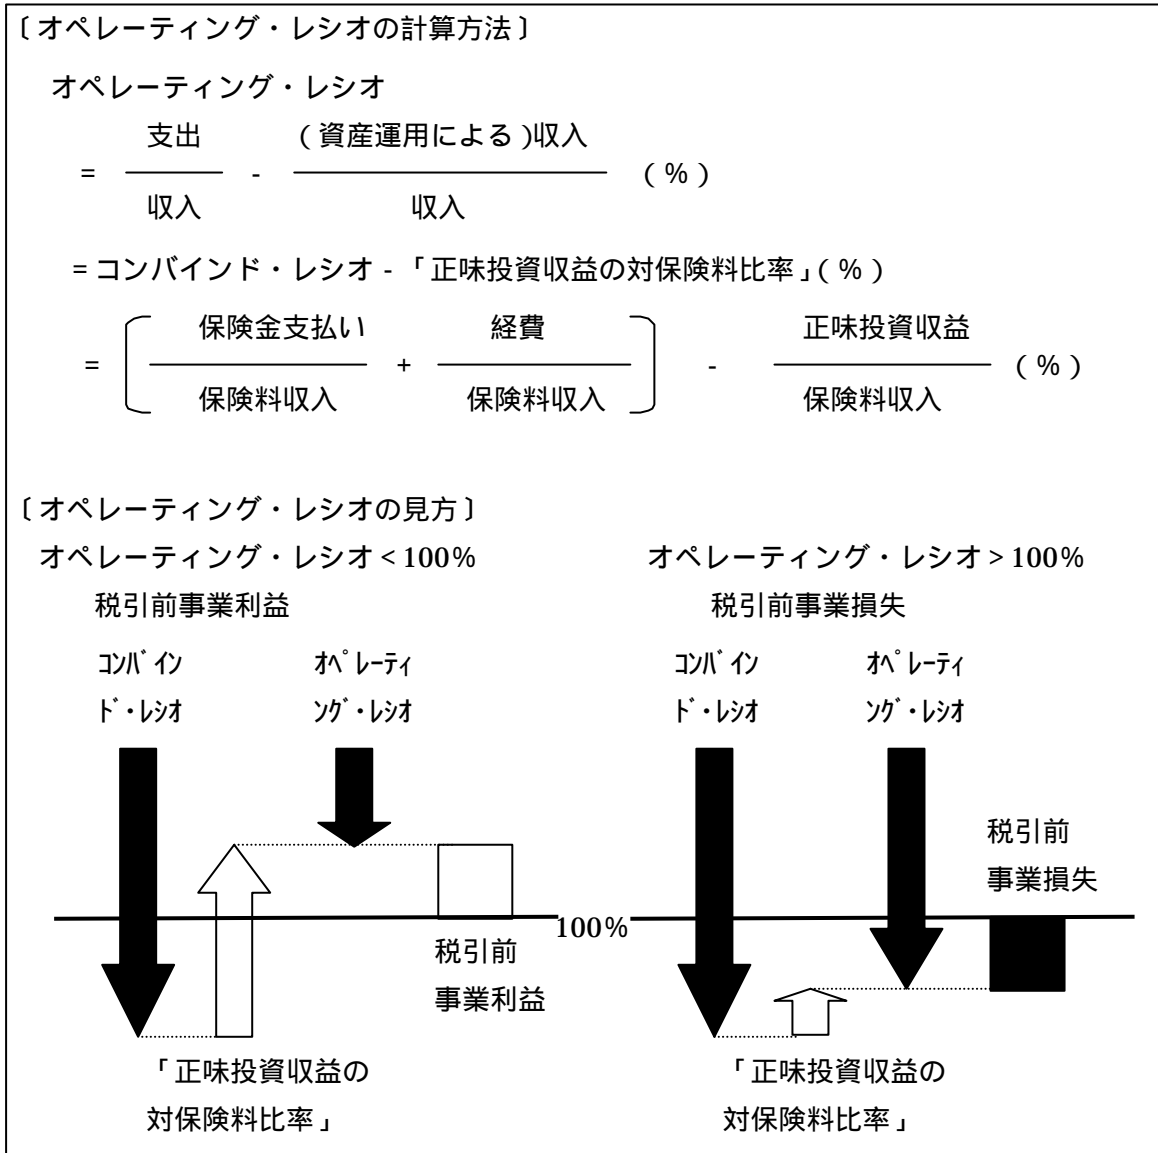 〔オペレーティング・レシオの計算方法〕
オペレーティング・レシオ
支出 (資産運用による)収入
= - (%)
収入 収入
=コンバインド・レシオ-「正味投資収益の対保険料比率」(%)
保険金支払い 経費 正味投資収益
= + - (%)
保険料収入 保険料収入 保険料収入
〔オペレーティング・レシオの見方〕
オペレーティング・レシオ<100% オペレーティング・レシオ>100%
税引前事業利益 税引前事業損失
コンバイン オペレーティ コンバイン オペレーティ
ド・レシオ ング・レシオ ド・レシオ ング・レシオ
税引前
事業損失
100%
税引前
事業利益
「正味投資収益の 「正味投資収益の
対保険料比率」 対保険料比率」